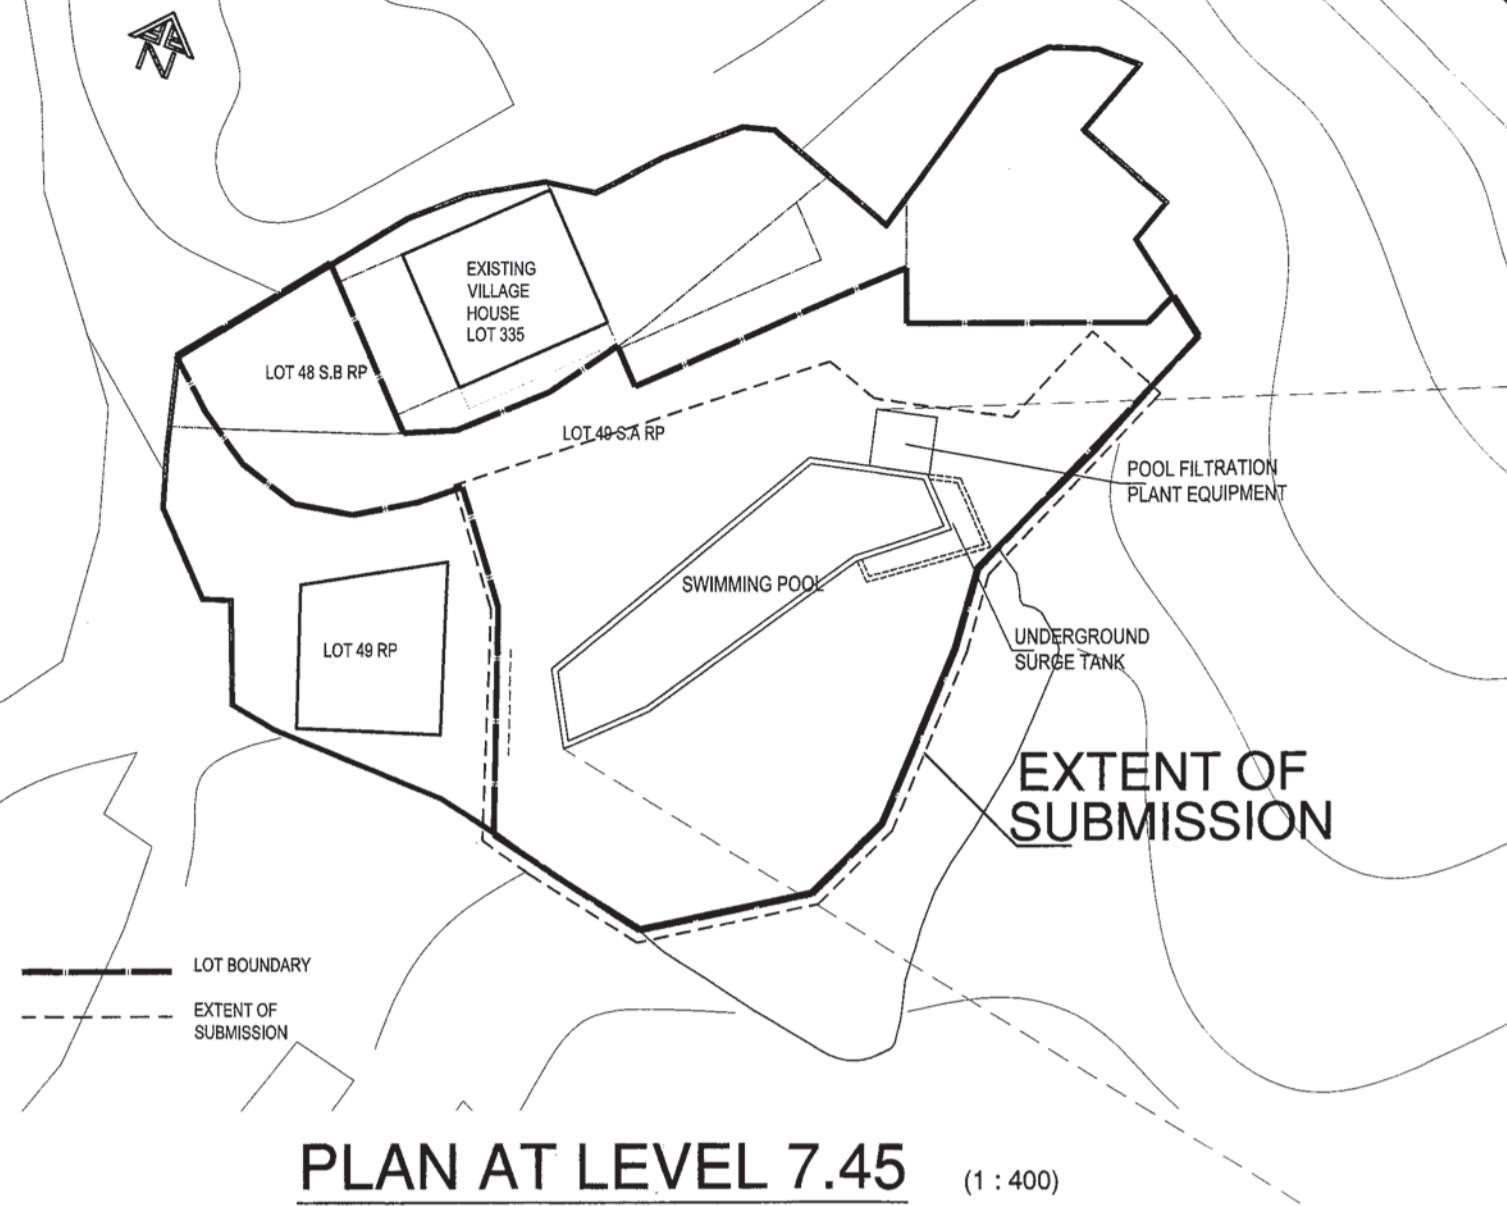 N
EXISTING
VILLAGE
HOUSE
LOT 335
LOT 48 S.B RP
LOT 49 S.A RP
POOL FILTRATION
PLANT EQUIPMENT
SWIMMING POOL
UNDERGROUND
SURGE TANK
LOT 49 RP
EXTENT OF
SUBMISSION
LOT BOUNDARY
EXTENT OF
SUBMISSION
PLAN AT LEVEL 7.45 (1 : 400)